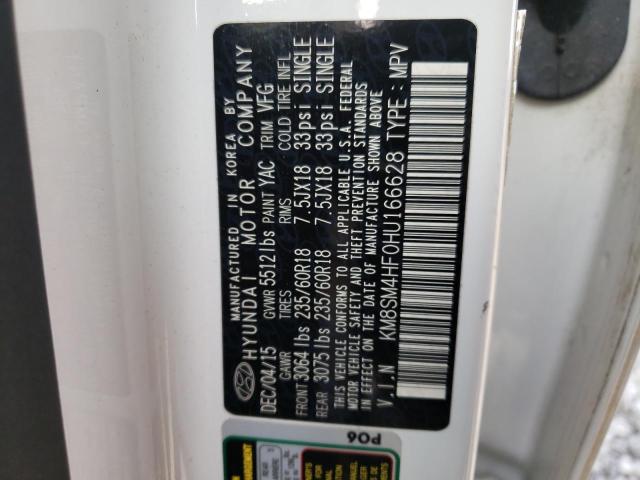 MANUFACTURED IN KOREA BY
HYUNDAI MOTOR COMPANY
DEC/04/15 GVWR 5512 lbs PAINT YAC TRIM VFG
GAWR TIRES RIMS COLD TIRE INFL
FRONT 3064 lbs 235/60R18 7.5JX18 33psi SINGLE
REAR 3075 lbs 235/60R18 7.5JX18 33psi SINGLE
THIS VEHICLE CONFORMS TO ALL APPLICABLE U.S.A. FEDERAL
MOTOR VEHICLE SAFETY AND THEFT PREVENTION STANDARDS
IN EFFECT ON THE DATE OF MANUFACTURE SHOWN ABOVE
V.I.N KM8SM4HF0HU166628 TYPE : MPV
P06